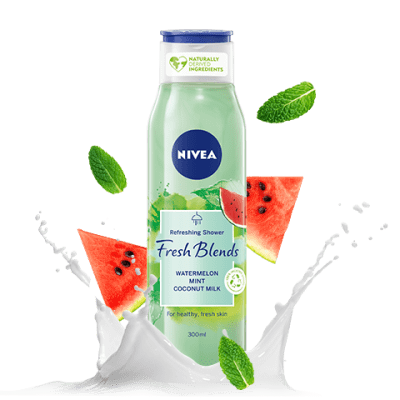 NATURALLY
DERIVED
INGREDIENTS
NIVEA
Refreshing Shower
Fresh Blends
WATERMELON
MINT
COCONUT MILK
For healthy, fresh skin
300ml